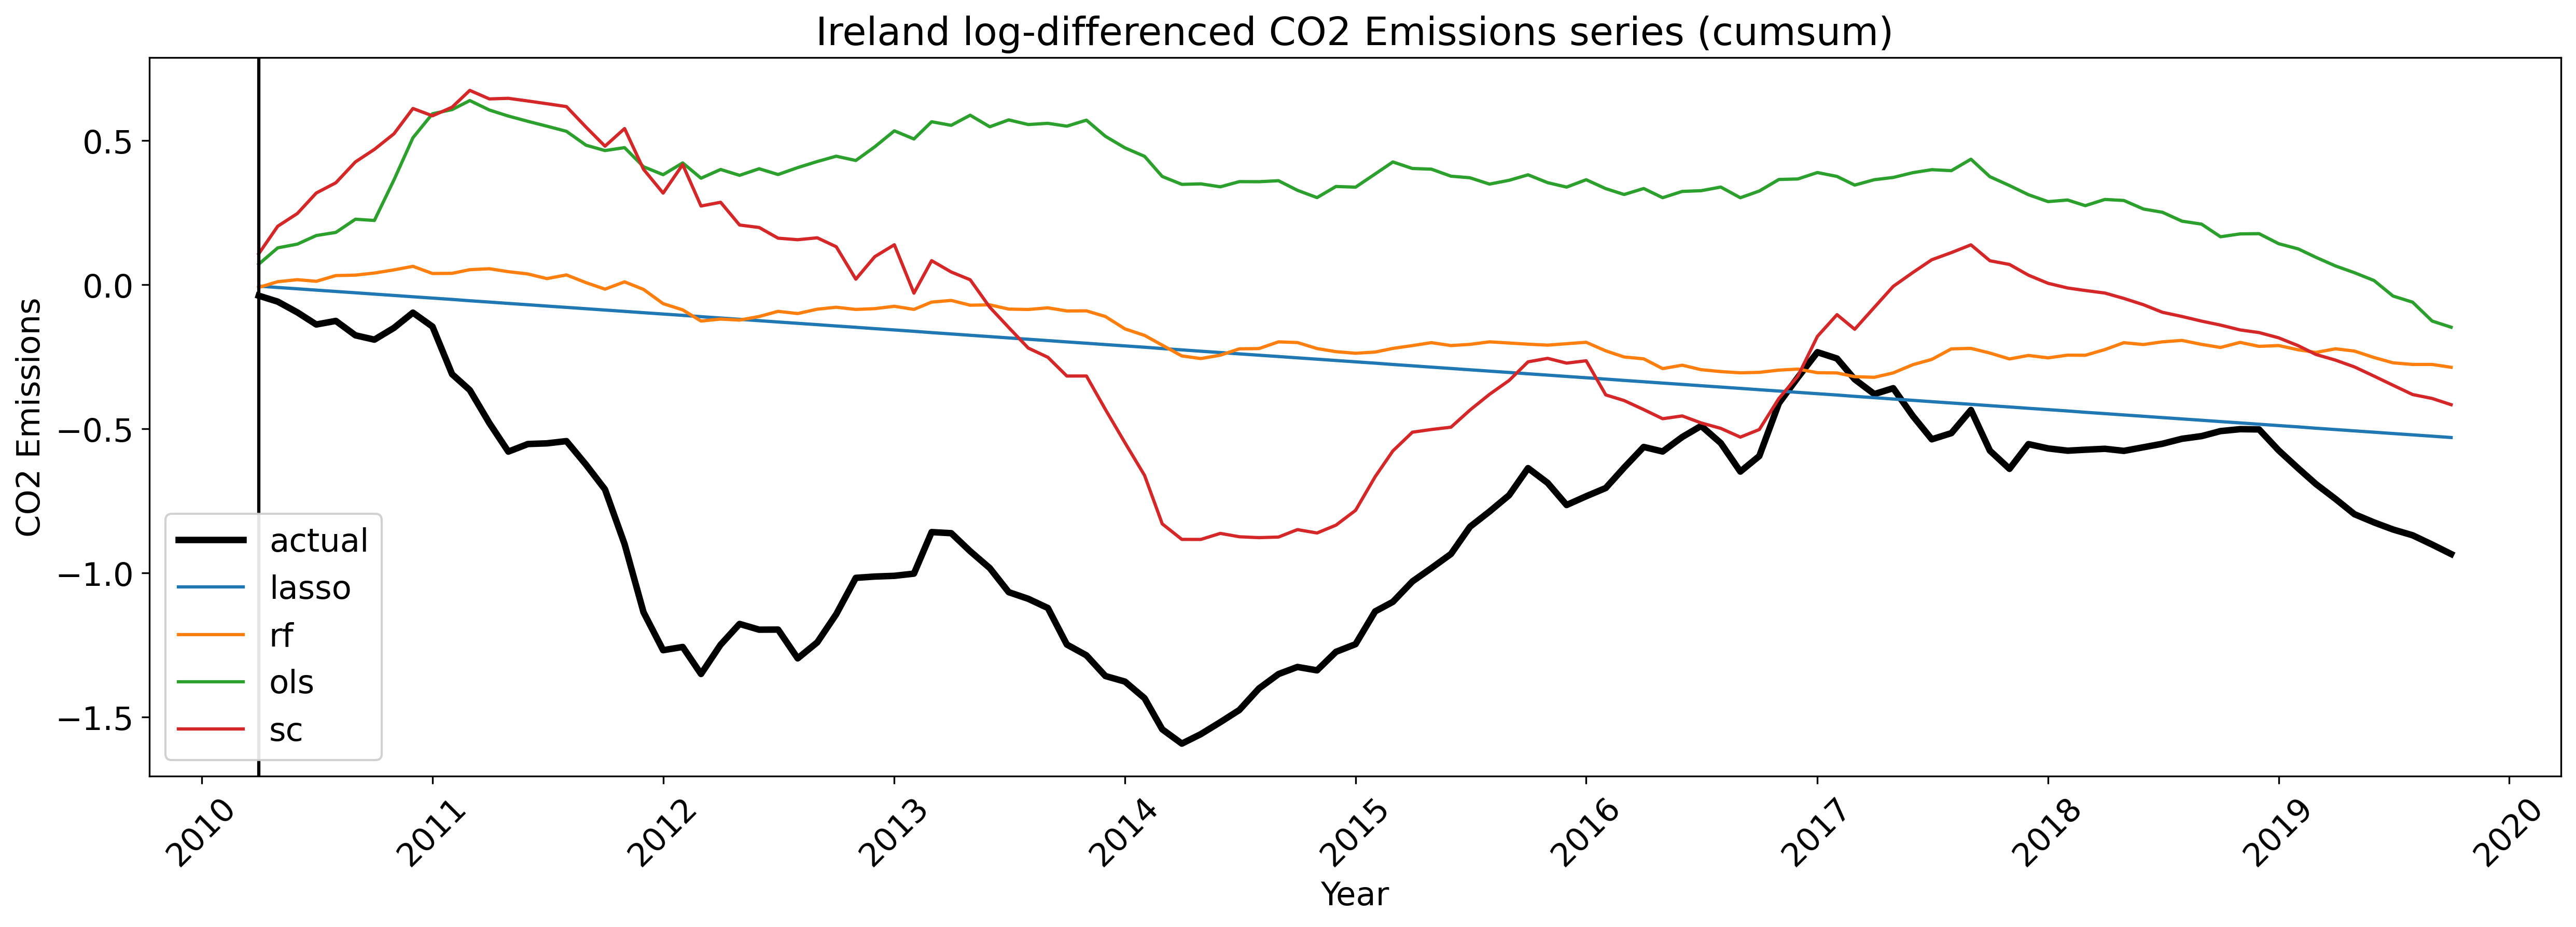 Ireland log-differenced CO2 Emissions series (cumsum)
CO2 Emissions
0.5
0.0
−0.5
−1.0
−1.5
actual
lasso
rf
ols
sc
2010
2011
2012
2013
2014
2015
2016
2017
2018
2019
2020
Year